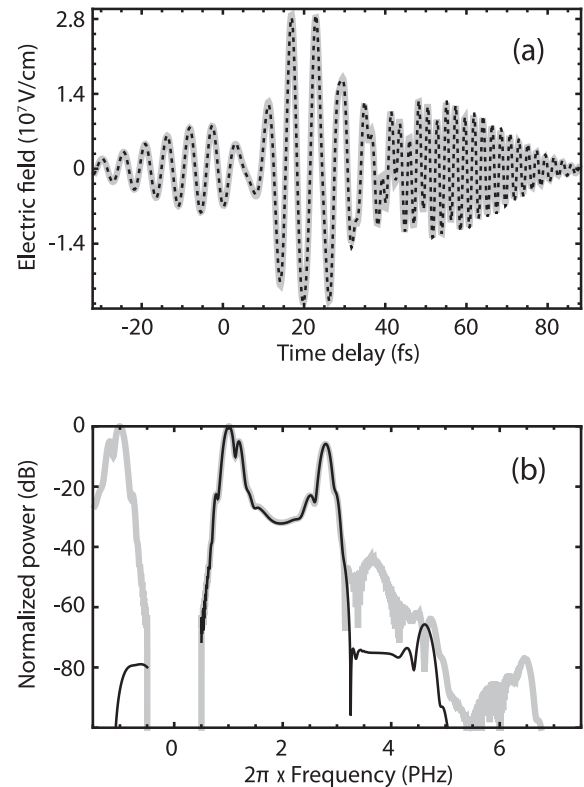 2.8
(a)
1.4
0
-1.4
Electric field (10⁷ V/cm)
-20 0 20 40 60 80
Time delay (fs)
0
(b)
-20
-40
-60
-80
Normalized power (dB)
0 2 4 6
2π x Frequency (PHz)